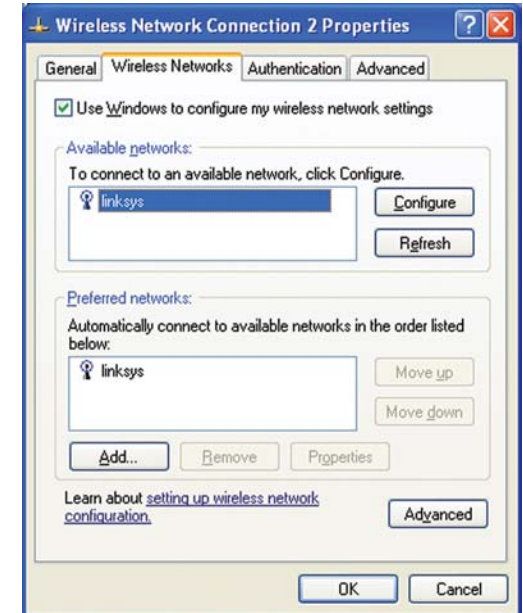 Wireless Network Connection 2 Properties
General Wireless Networks Authentication Advanced
Use Windows to configure my wireless network settings
Available networks:
To connect to an available network, click Configure.
linksys
Configure
Refresh
Preferred networks:
Automatically connect to available networks in the order listed
below:
linksys
Move up
Move down
Add... Remove Properties
Learn about setting up wireless network
configuration.
Advanced
OK Cancel